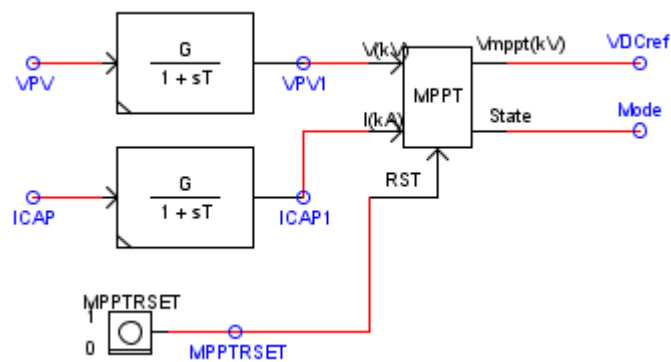 G
1 + sT
VPV
VPV1
V(kV)
Vmppt(kV)
VDCref
MPPT
I(kA)
State
Mode
RST
G
1 + sT
ICAP
ICAP1
MPPTRSET
1
0
MPPTRSET